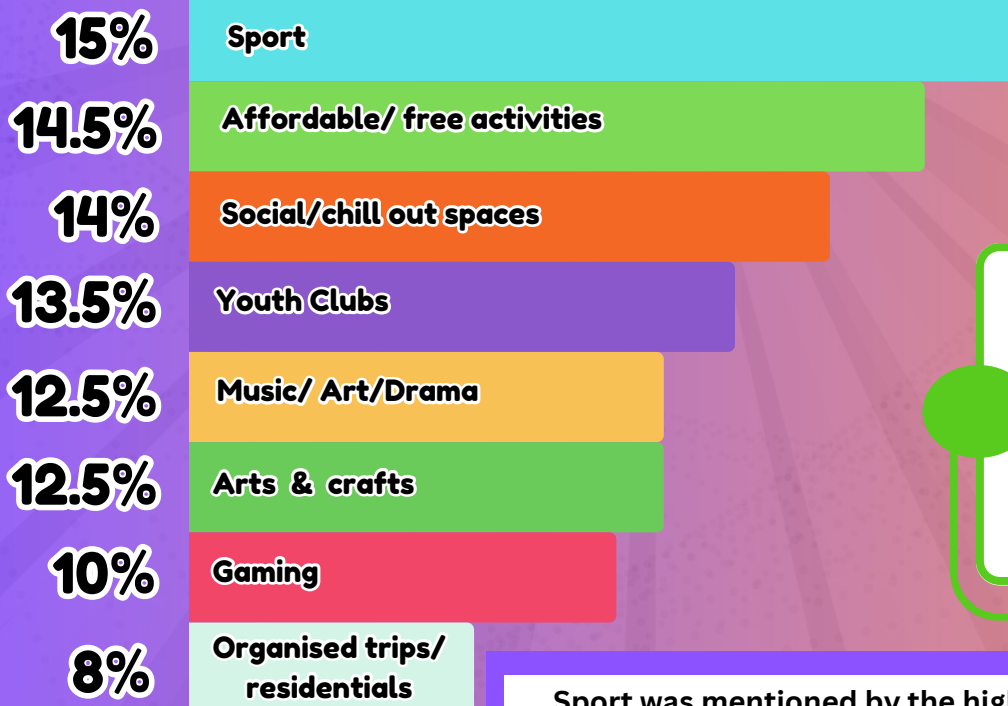 15% Sport
14.5% Affordable/ free activities
14% Social/chill out spaces
13.5% Youth Clubs
12.5% Music/ Art/Drama
12.5% Arts & crafts
10% Gaming
8% Organised trips/
residentials
Sport was mentioned by the